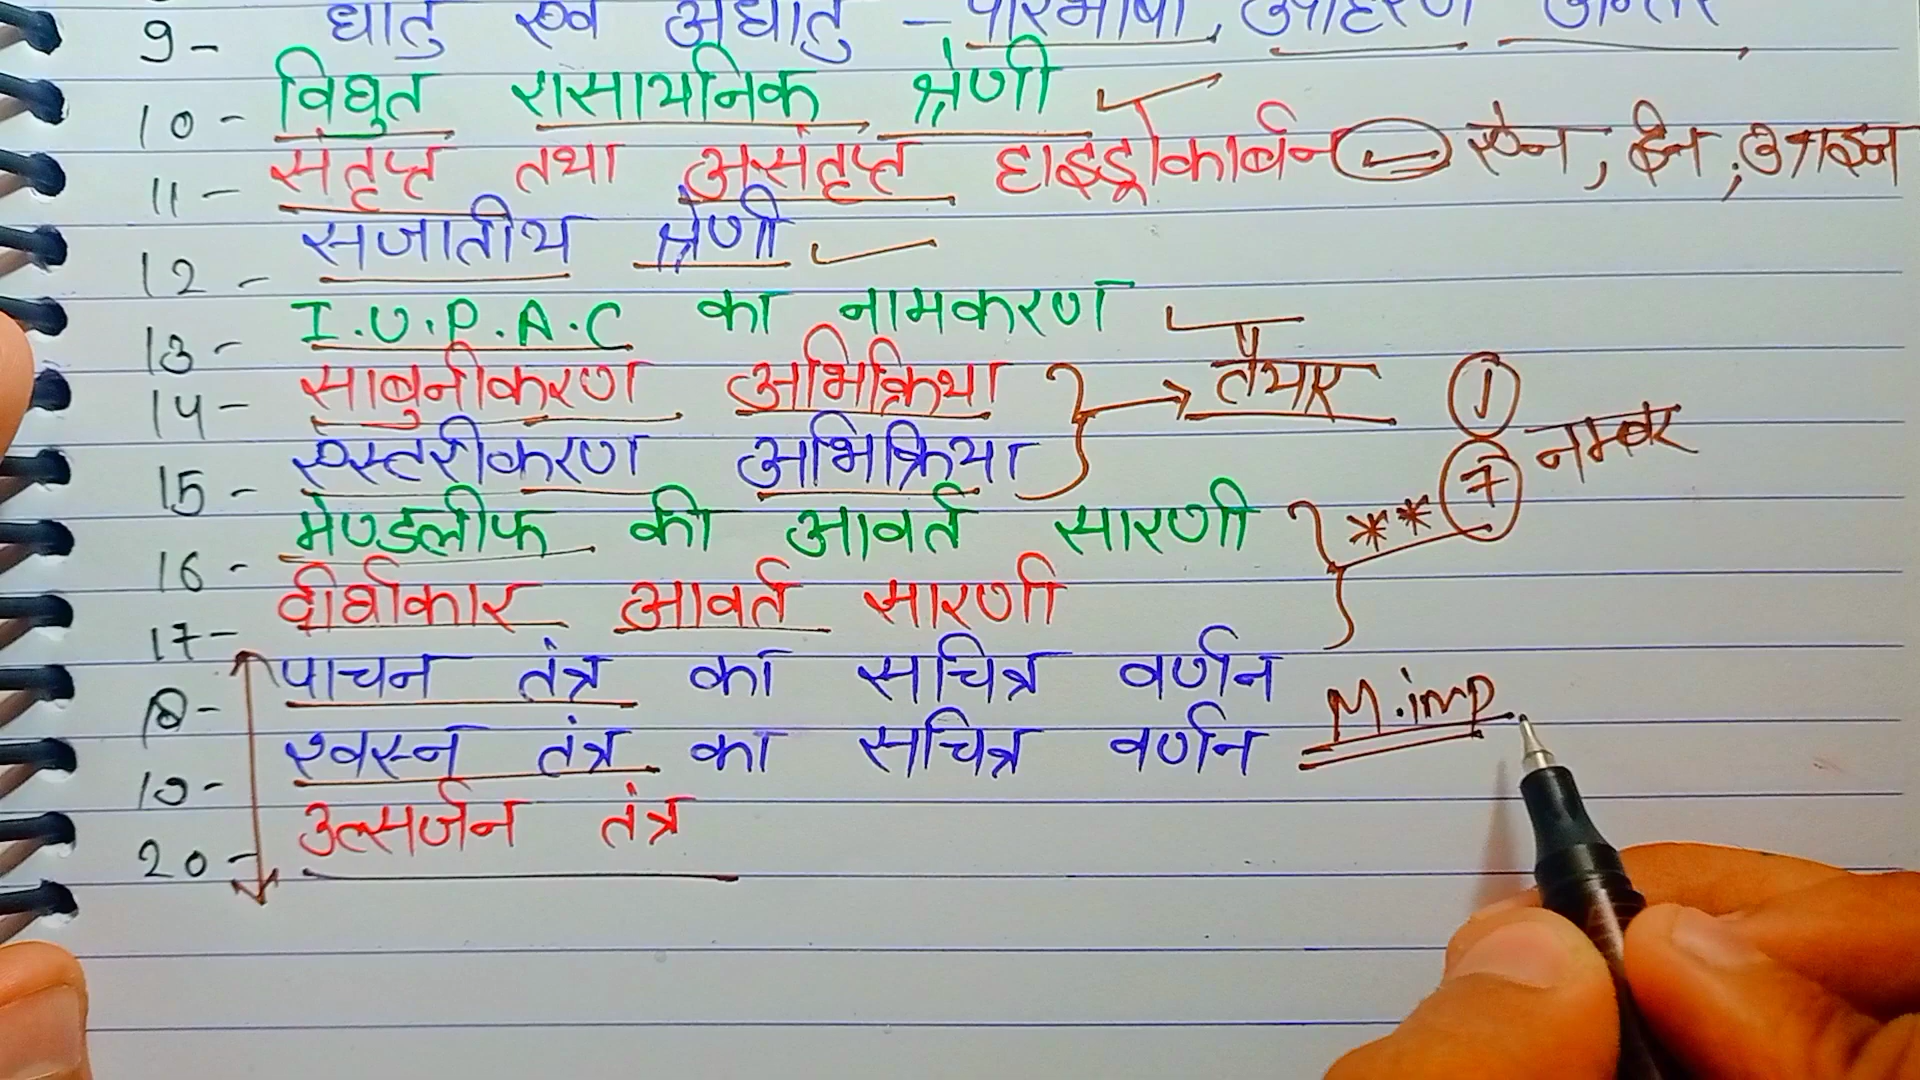 9- धातु एवं अधातु - परिभाषा, उदाहरण अन्तर
10- विद्युत रासायनिक श्रेणी
11- संतृप्त तथा असंतृप्त हाइड्रोकार्बन - ऐन, ईन, आइन
12- सजातीय श्रेणी
13- I.U.P.A.C का नामकरण
14- साबुनीकरण अभिक्रिया → तैयार 1
15- एस्टरीकरण अभिक्रिया 7 नम्बर
16- मेण्डलीफ की आवर्त सारणी **
17- दीर्घाकार आवर्त सारणी
18- पाचन तंत्र का सचित्र वर्णन M.imp.
19- श्वसन तंत्र का सचित्र वर्णन
20- उत्सर्जन तंत्र